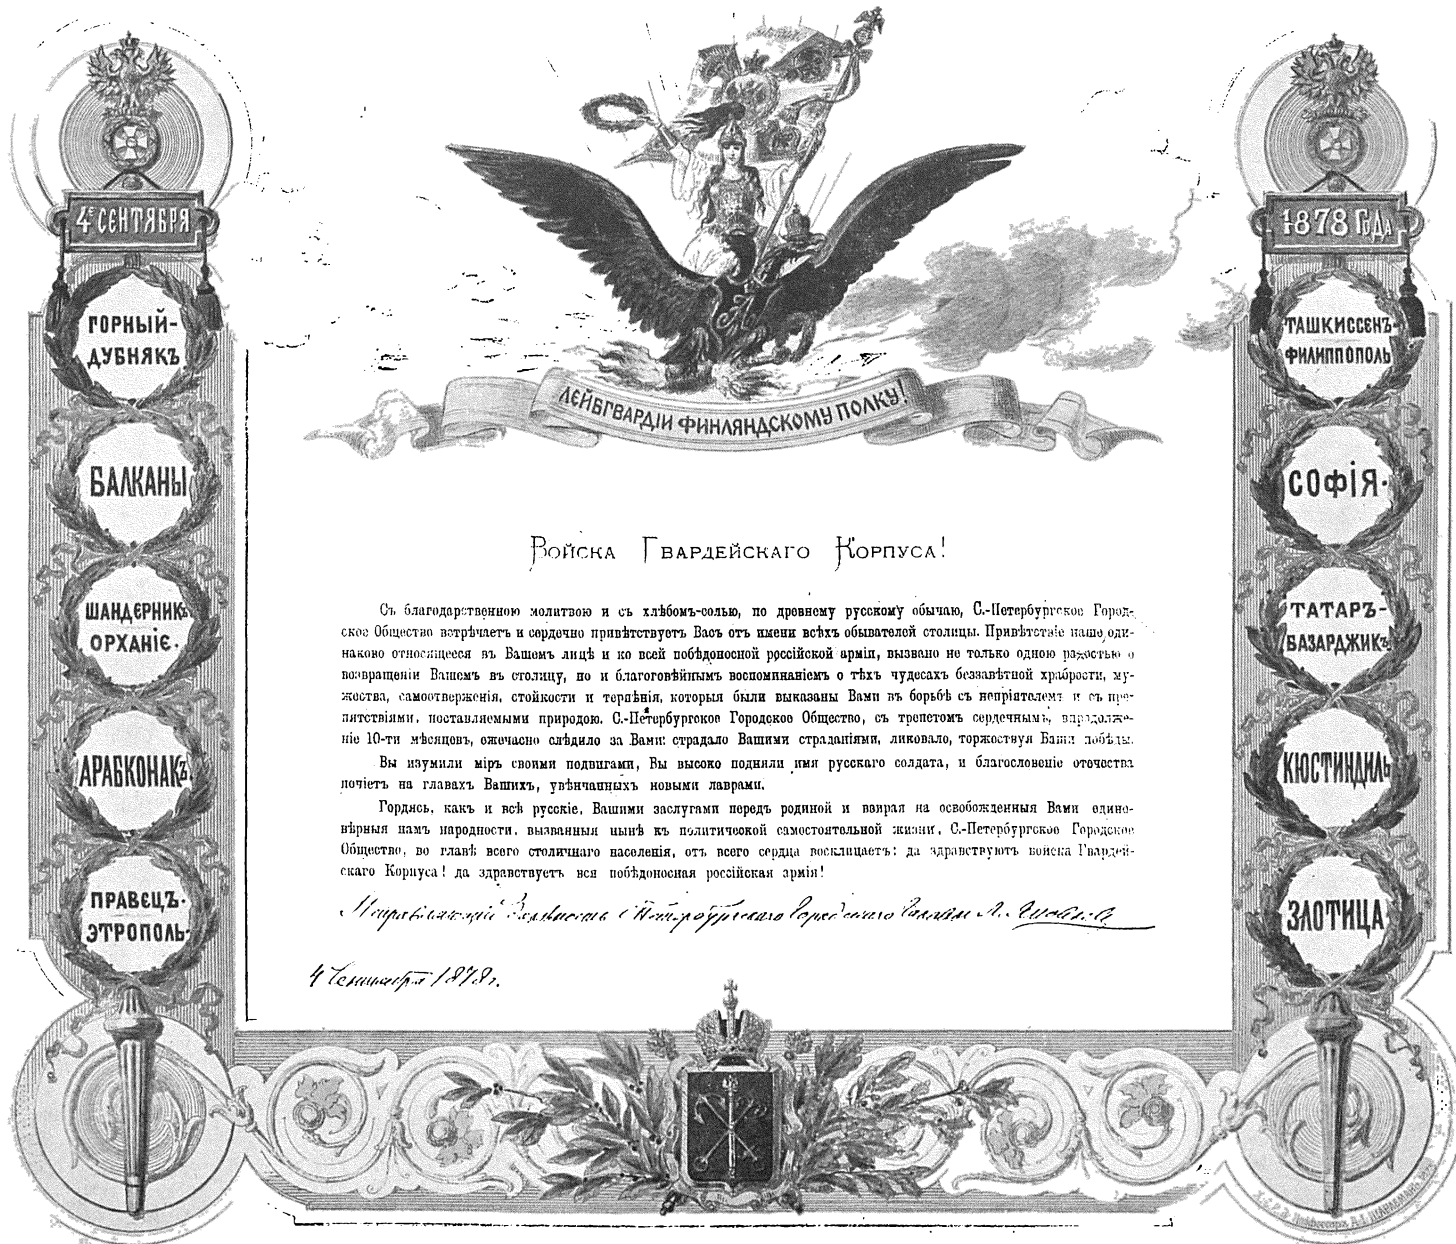 4е СЕНТЯБРЯ
1878 ГОДА
ГОРНЫЙ-
ДУБНЯКЪ
БАЛКАНЫ
ШАНДЕРНИКЪ
ОРХАНІЕ.
АРАБКОНАКЪ
ПРАВЕЦЪ.
ЭТРОПОЛЬ
ТАШКИССЕНЪ-
ФИЛИППОПОЛЬ
СОФІЯ.
ТАТАРЪ-
БАЗАРДЖИКЪ
КЮСТИНДИЛЬ
ЗЛОТИЦА
ЛЕЙБГВАРДІИ ФИНЛЯНДСКОМУ ПОЛКУ!
Войска Гвардейскаго Корпуса!
Съ благодарственною молитвою и съ хлѣбомъ-солью, по древнему русскому обычаю, С.-Петербургское Город-
ское Общество встрѣчаетъ и сердечно привѣтствуетъ Васъ отъ имени всѣхъ обывателей столицы. Привѣтствіе наше, оди-
наково относящееся въ Вашемъ лицѣ и ко всей побѣдоносной россійской арміи, вызвано не только одною радостью о
возвращеніи Вашемъ въ столицу, но и благоговѣйнымъ воспоминаніемъ о тѣхъ чудесахъ беззавѣтной храбрости, му-
жества, самоотверженія, стойкости и терпѣнія, которыя были выказаны Вами въ борьбѣ съ непріятелемъ и съ пре-
пятствіями, поставляемыми природою. С.-Петербургское Городское Общество, съ трепетомъ сердечнымъ, впродолже-
ніе 10-ти мѣсяцовъ, ежечасно слѣдило за Вами: страдало Вашими страданіями, ликовало, торжествуя Ваши побѣды.
Вы изумили міръ своими подвигами, Вы высоко подняли имя русскаго солдата, и благословеніе отечества
почіетъ на главахъ Вашихъ, увѣнчанныхъ новыми лаврами.
Гордясь, какъ и всѣ русскіе, Вашими заслугами передъ родиной и взирая на освобожденныя Вами едино-
вѣрныя намъ народности, вызванныя нынѣ къ политической самостоятельной жизни, С.-Петербургское Городское
Общество, во главѣ всего столичнаго населенія, отъ всего сердца восклицаетъ: да здравствуютъ войска Гвардей-
скаго Корпуса! да здравствуетъ вся побѣдоносная россійская армія!
Исправляющій Должность С Петербургскаго Городскаго Головы
4 Сентября 1878 г.